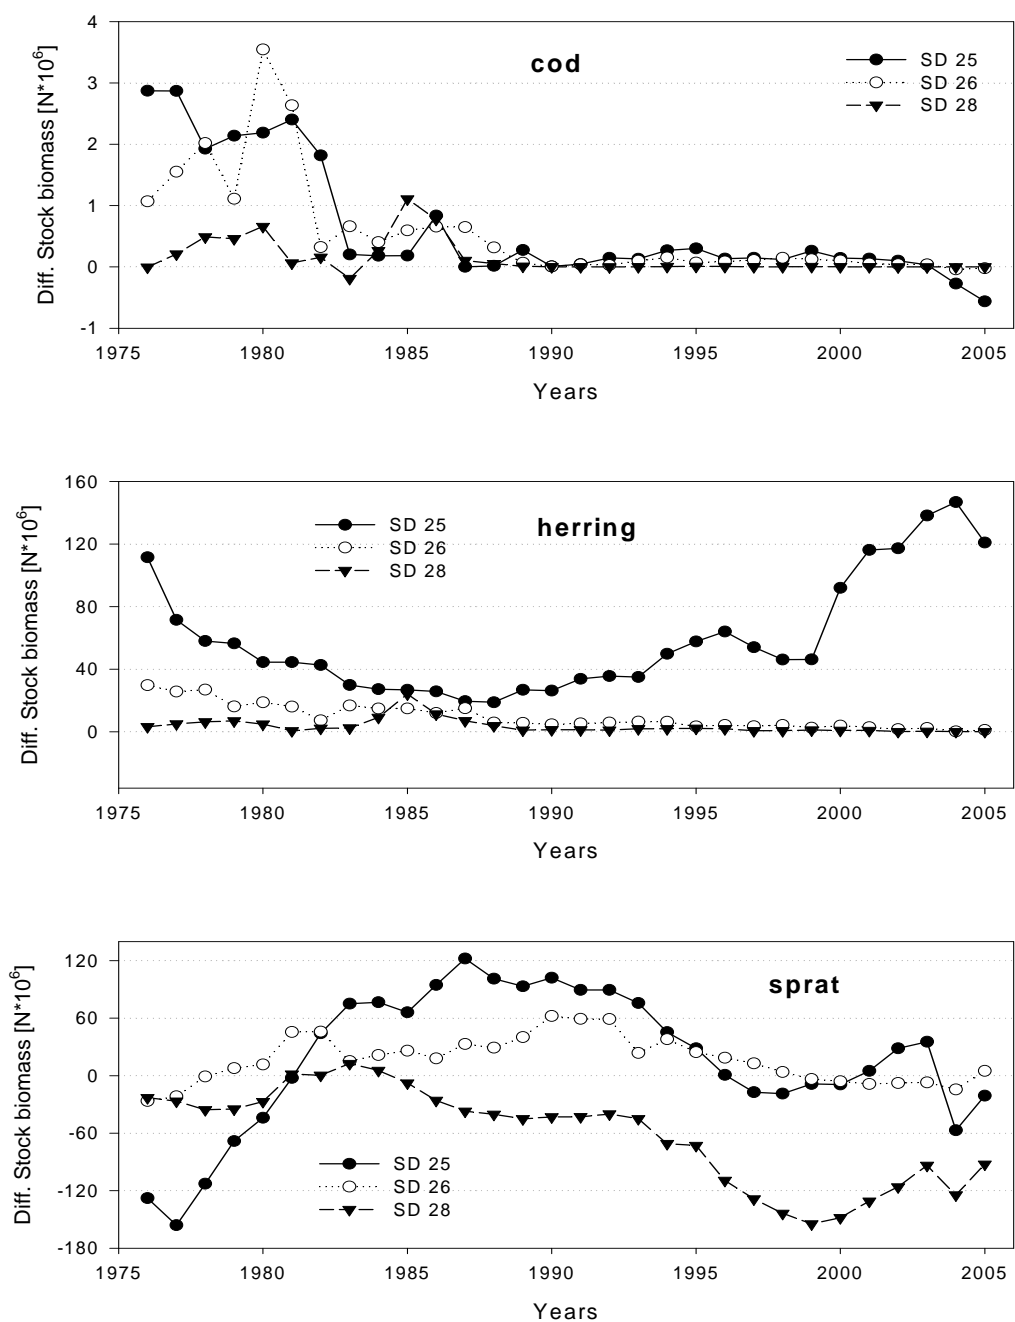 4
3
2
1
0
-1
Diff. Stock biomass [N*10⁶]
cod
SD 25
SD 26
SD 28
1975 1980 1985 1990 1995 2000 2005
Years
160
120
80
40
0
Diff. Stock biomass [N*10⁶]
herring
SD 25
SD 26
SD 28
1975 1980 1985 1990 1995 2000 2005
Years
120
60
0
-60
-120
-180
Diff. Stock biomass [N*10⁶]
sprat
SD 25
SD 26
SD 28
1975 1980 1985 1990 1995 2000 2005
Years